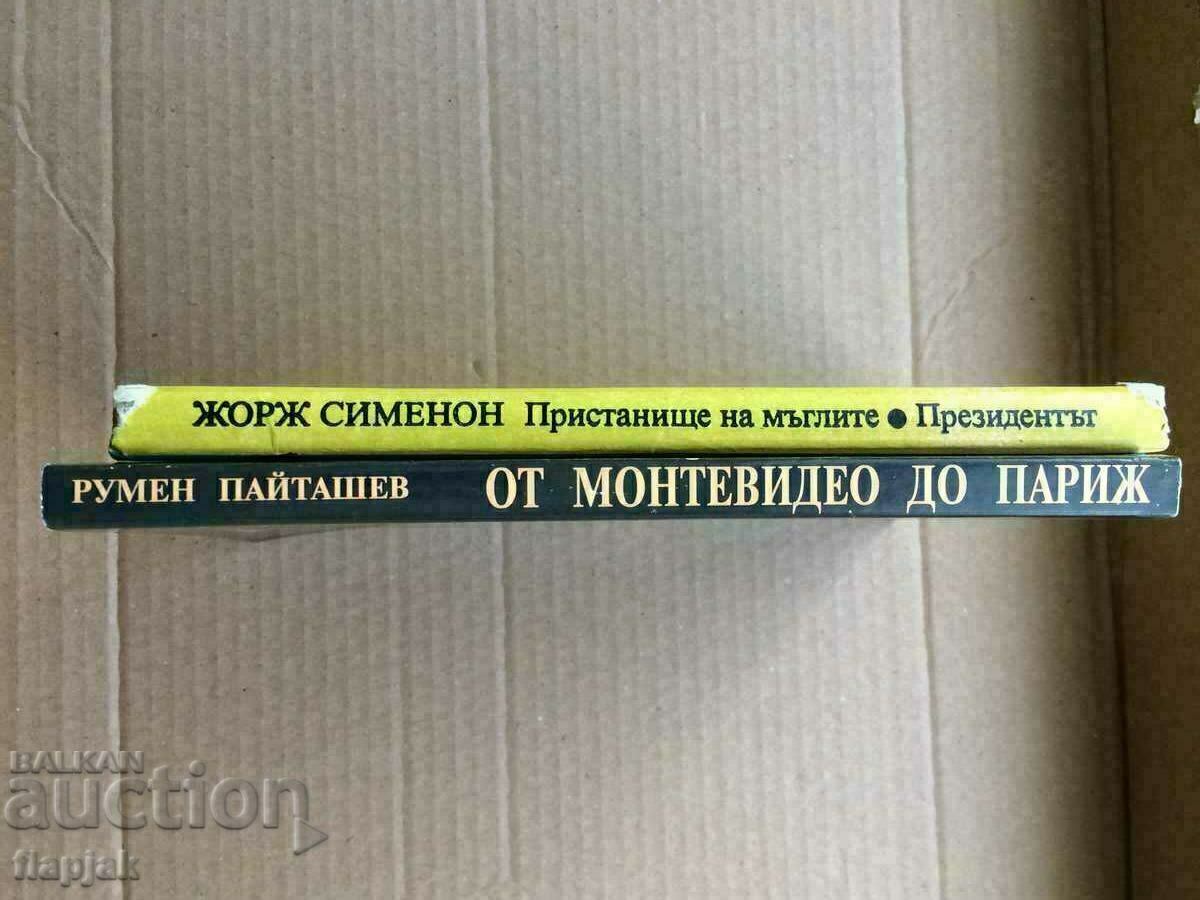 ЖОРЖ СИМЕНОН Пристанище на мъглите ● Президентът
РУМЕН ПАЙТАШЕВ ОТ МОНТЕВИДЕО ДО ПАРИЖ
BALKAN
auction
flapjak